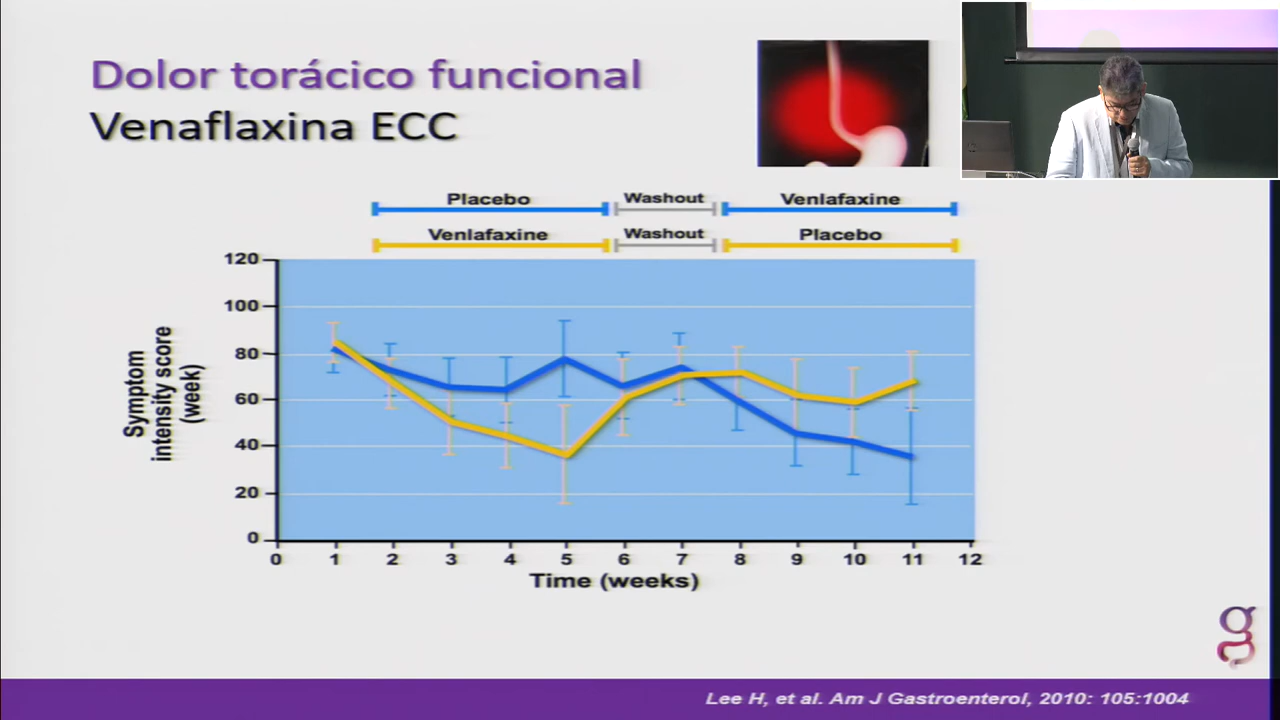 Dolor torácico funcional
Venaflaxina ECC
Placebo Washout Venlafaxine
Venlafaxine Washout Placebo
120
100
80
60
40
20
0
Symptom
intensity score
(week)
0 1 2 3 4 5 6 7 8 9 10 11 12
Time (weeks)
g
Lee H, et al. Am J Gastroenterol, 2010: 105:1004